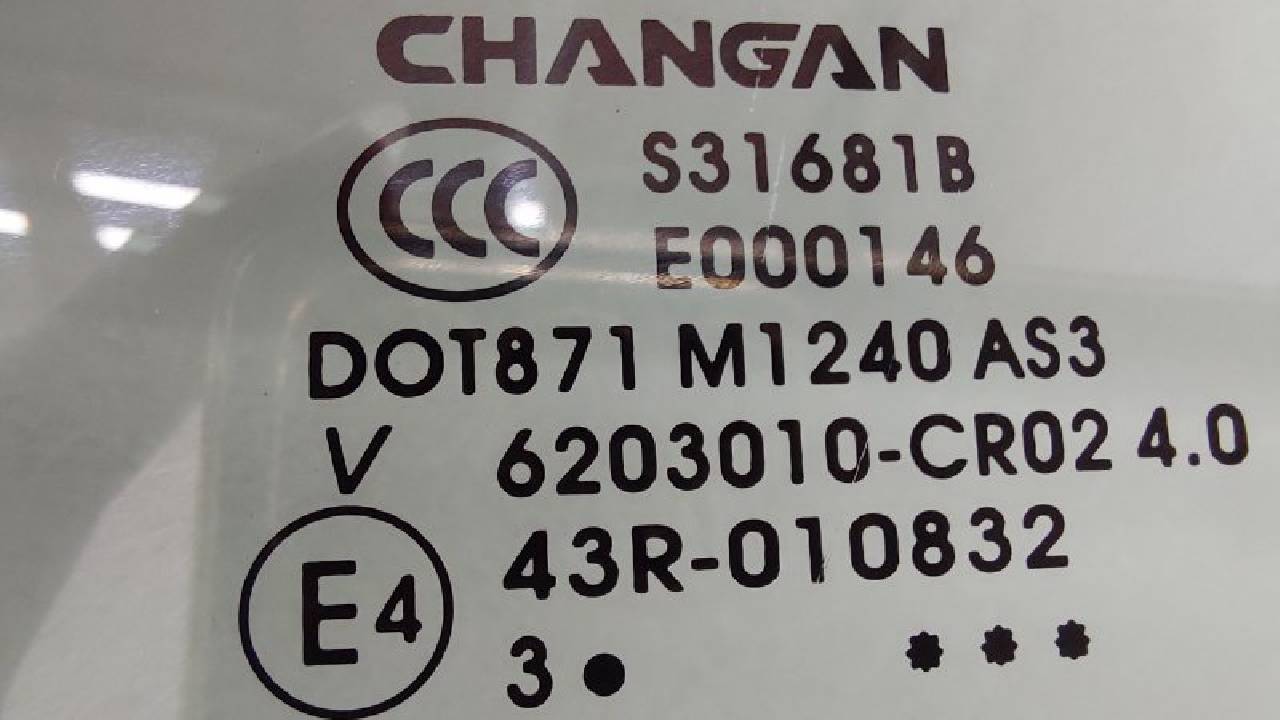 CHANGAN
CCC S31681B
E000146
DOT871 M1240 AS3
V 6203010-CR02 4.0
E4 43R-010832
3 ● ***